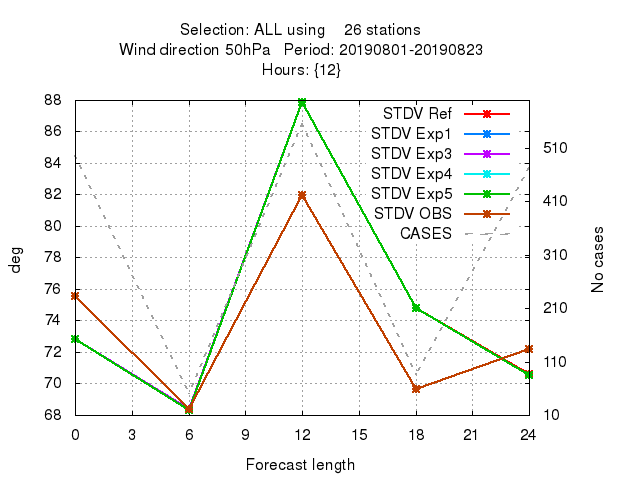 Selection: ALL using    26 stations
Wind direction 50hPa   Period: 20190801-20190823
Hours: {12}
88
86
84
82
80
78
76
74
72
70
68
deg
STDV Ref
STDV Exp1
STDV Exp3
STDV Exp4
STDV Exp5
STDV OBS
CASES
510
410
310
210
110
10
No cases
0 3 6 9 12 15 18 21 24
Forecast length